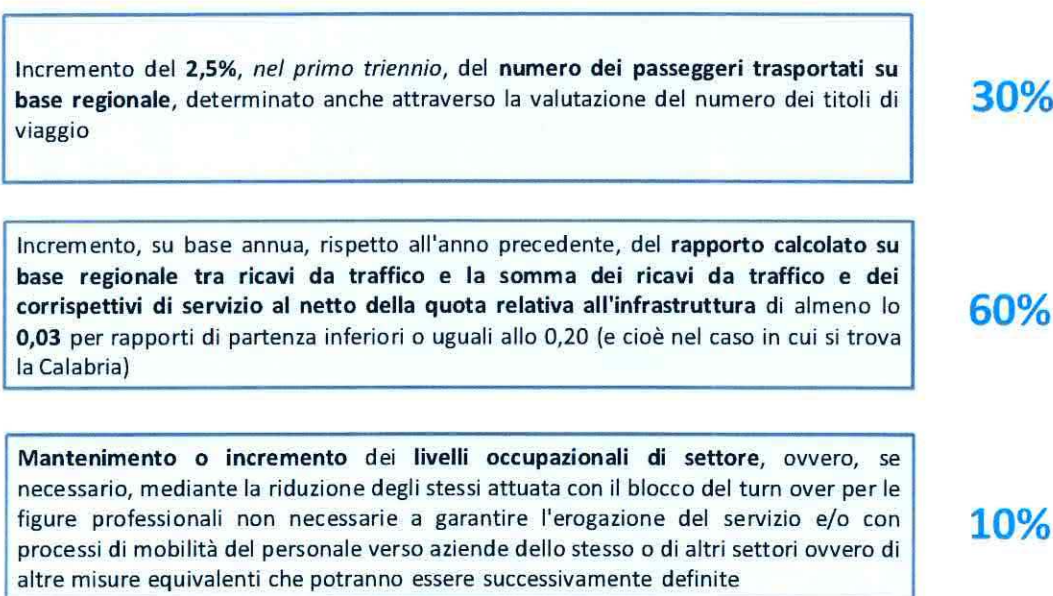 Incremento del 2,5%, nel primo triennio, del numero dei passeggeri trasportati su
base regionale, determinato anche attraverso la valutazione del numero dei titoli di
viaggio
30%
Incremento, su base annua, rispetto all'anno precedente, del rapporto calcolato su
base regionale tra ricavi da traffico e la somma dei ricavi da traffico e dei
corrispettivi di servizio al netto della quota relativa all'infrastruttura di almeno lo
0,03 per rapporti di partenza inferiori o uguali allo 0,20 (e cioè nel caso in cui si trova
la Calabria)
60%
Mantenimento o incremento dei livelli occupazionali di settore, ovvero, se
necessario, mediante la riduzione degli stessi attuata con il blocco del turn over per le
figure professionali non necessarie a garantire l'erogazione del servizio e/o con
processi di mobilità del personale verso aziende dello stesso o di altri settori ovvero di
altre misure equivalenti che potranno essere successivamente definite
10%